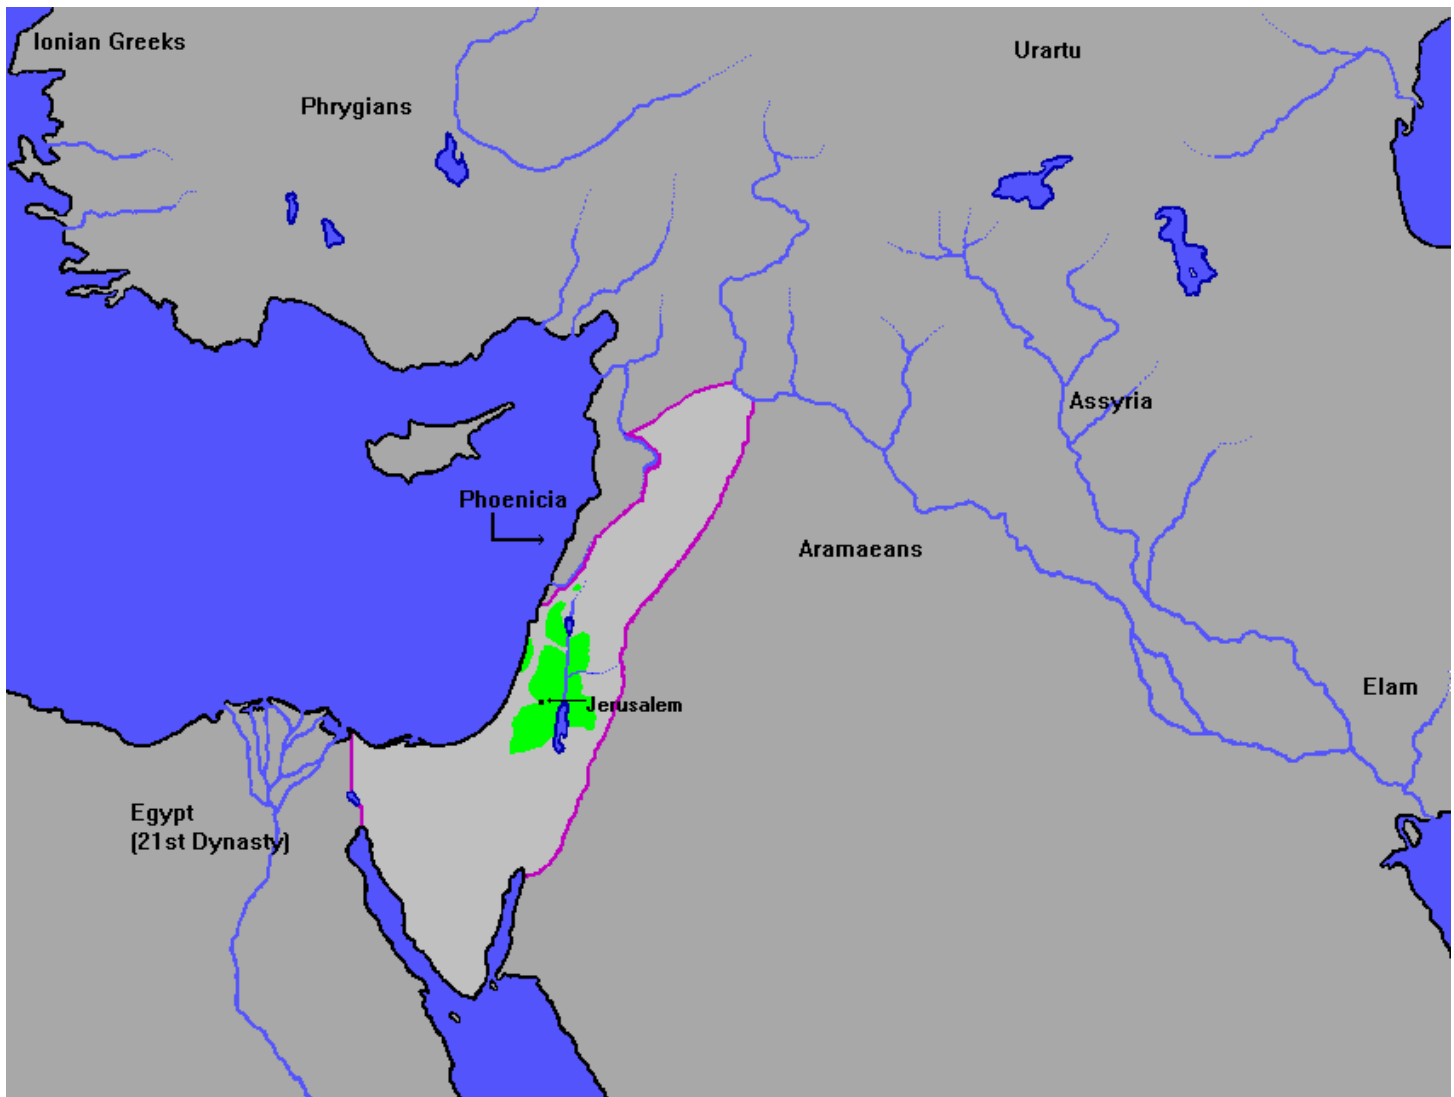 Ionian Greeks
Urartu
Phrygians
Assyria
Phoenicia
Aramaeans
Elam
Jerusalem
Egypt
(21st Dynasty)